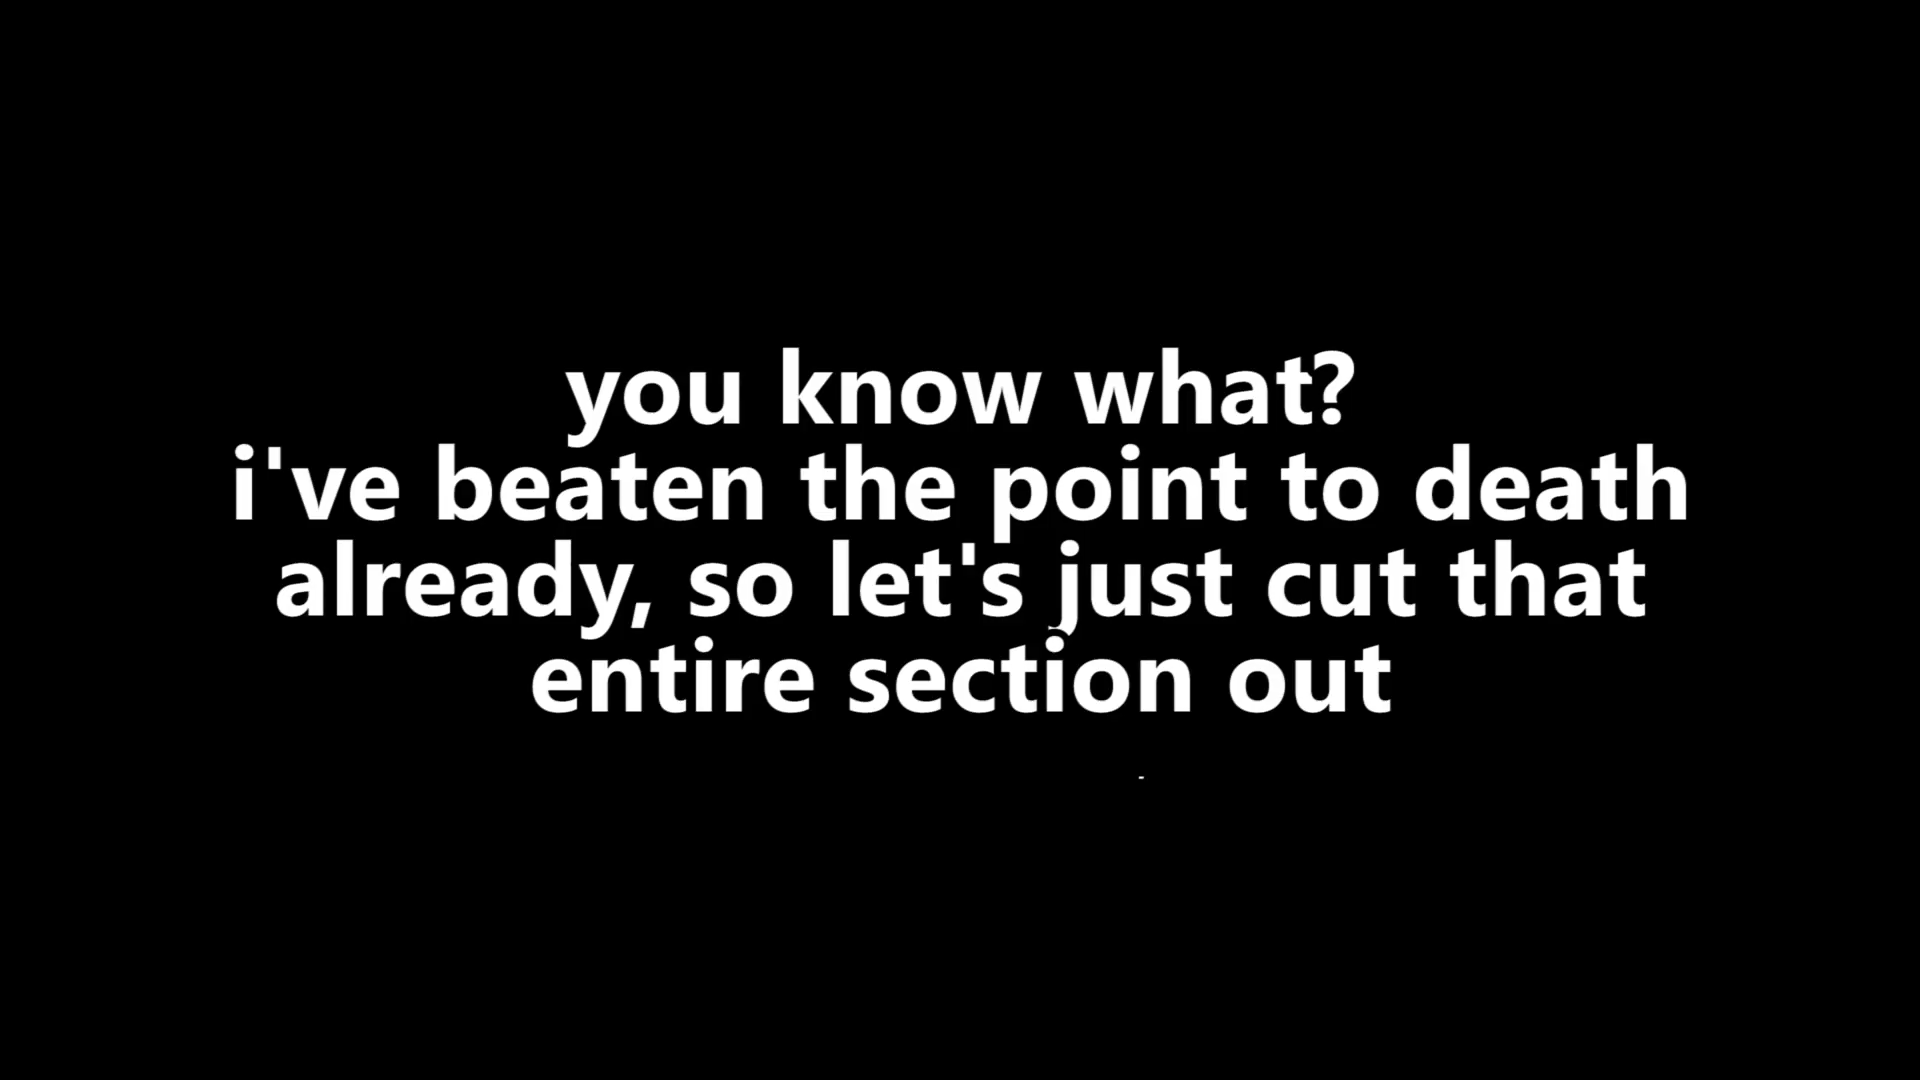 you know what?
i've beaten the point to death
already, so let's just cut that
entire section out